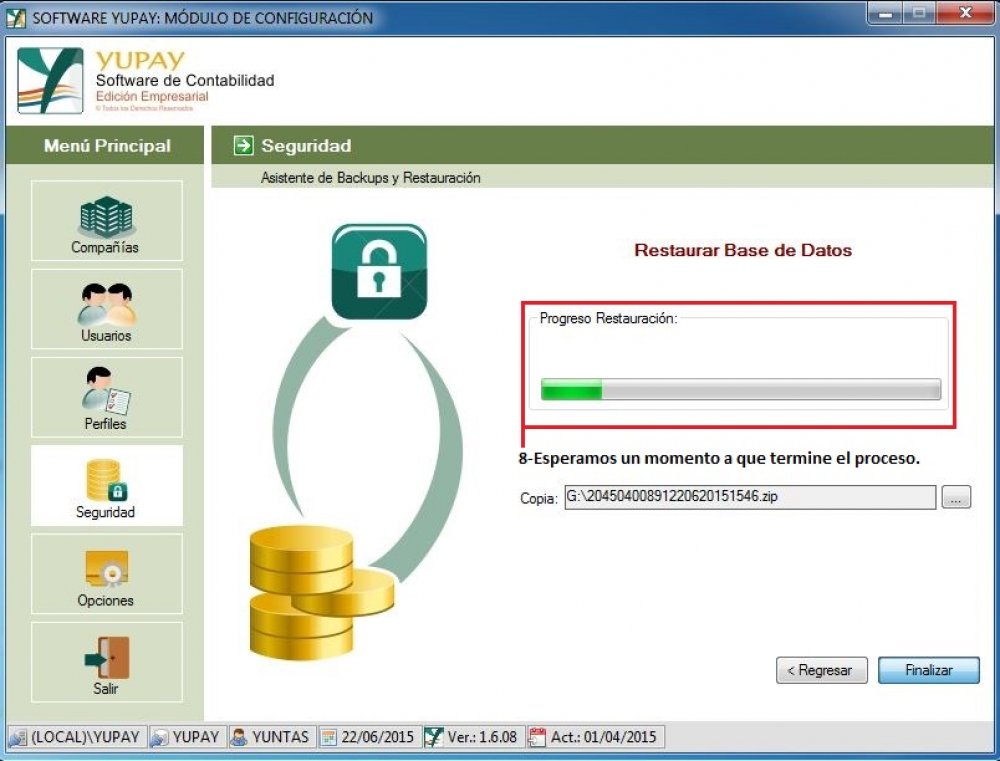 SOFTWARE YUPAY: MÓDULO DE CONFIGURACIÓN
YUPAY
Software de Contabilidad
Edición Empresarial
© Todos los Derechos Reservados
Menú Principal
Seguridad
Asistente de Backups y Restauración
Compañías
Usuarios
Perfiles
Seguridad
Opciones
Salir
Restaurar Base de Datos
Progreso Restauración:
8-Esperamos un momento a que termine el proceso.
Copia: G:\20450400891220620151546.zip ...
< Regresar Finalizar
(LOCAL)\YUPAY YUPAY YUNTAS 22/06/2015 Ver.: 1.6.08 Act.: 01/04/2015